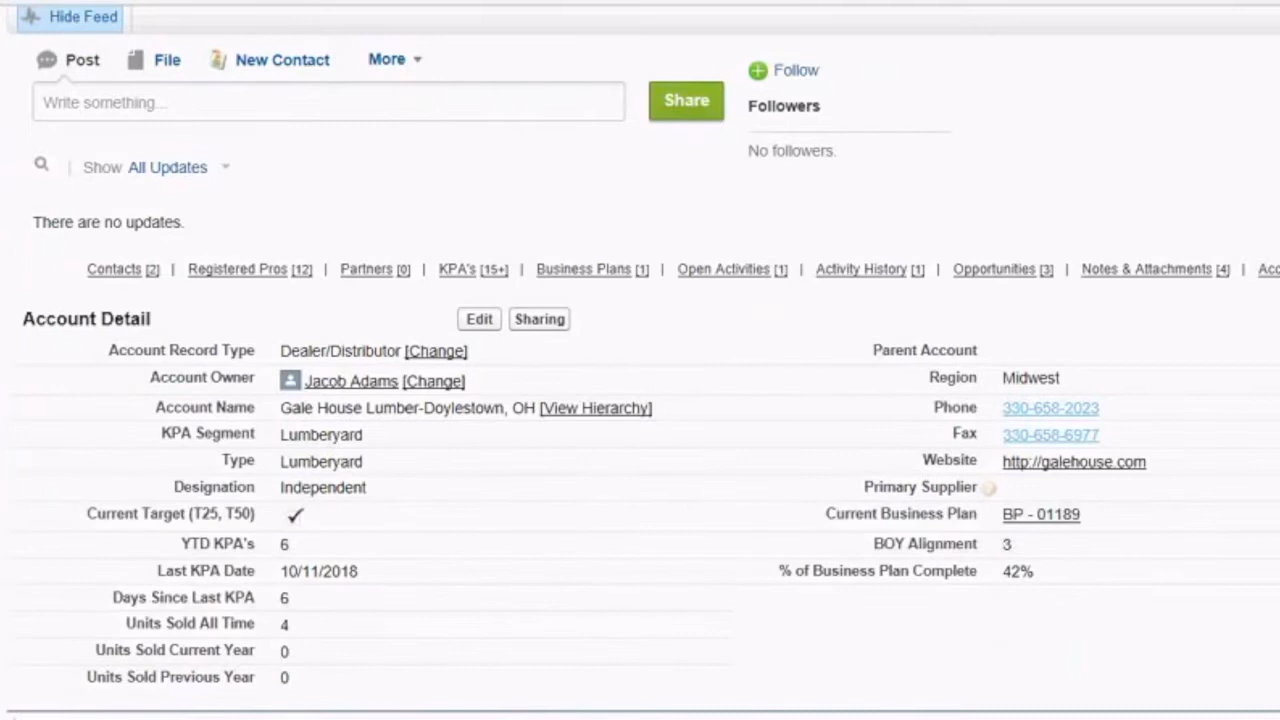 Hide Feed
Post File New Contact More
Write something...
Share
Follow
Followers
No followers.
Show All Updates
There are no updates.
Contacts [2] | Registered Pros [12] | Partners [0] | KPA's [15+] | Business Plans [1] | Open Activities [1] | Activity History [1] | Opportunities [3] | Notes & Attachments [4] |
Account Detail Edit Sharing
Account Record Type Dealer/Distributor [Change] Parent Account
Account Owner Jacob Adams [Change] Region Midwest
Account Name Gale House Lumber-Doylestown, OH [View Hierarchy] Phone 330-658-2023
KPA Segment Lumberyard Fax 330-658-6977
Type Lumberyard Website http://galehouse.com
Designation Independent Primary Supplier
Current Target (T25, T50) Current Business Plan BP - 01189
YTD KPA's 6 BOY Alignment 3
Last KPA Date 10/11/2018 % of Business Plan Complete 42%
Days Since Last KPA 6
Units Sold All Time 4
Units Sold Current Year 0
Units Sold Previous Year 0